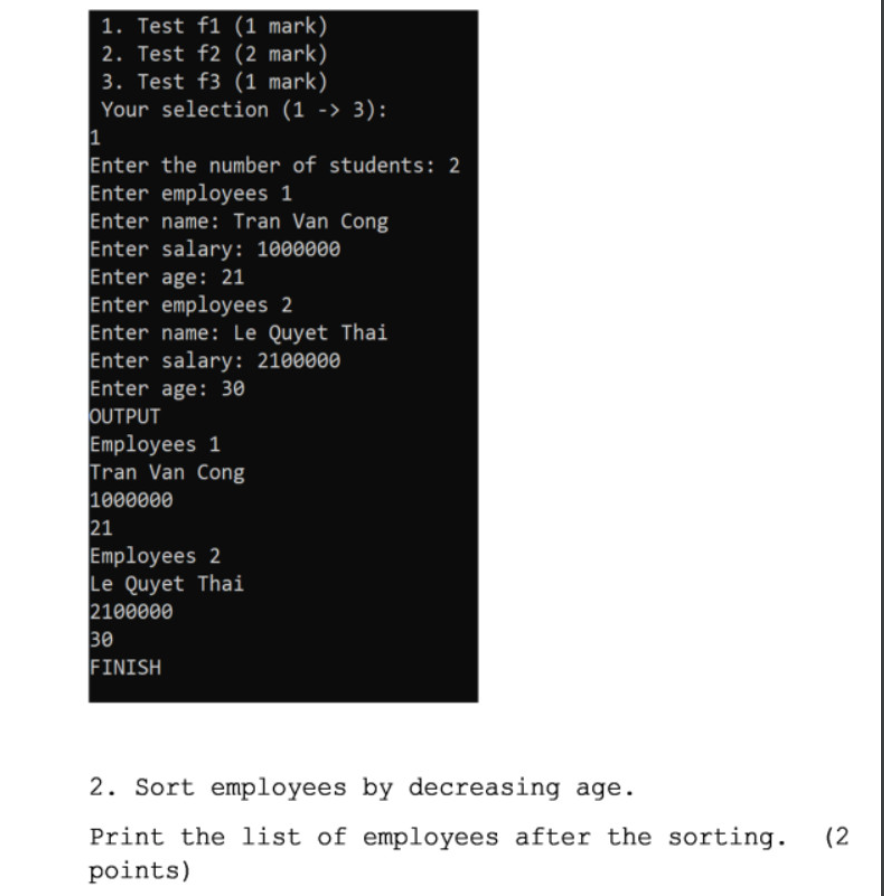 1. Test f1 (1 mark)
2. Test f2 (2 mark)
3. Test f3 (1 mark)
Your selection (1 -> 3):
1
Enter the number of students: 2
Enter employees 1
Enter name: Tran Van Cong
Enter salary: 1000000
Enter age: 21
Enter employees 2
Enter name: Le Quyet Thai
Enter salary: 2100000
Enter age: 30
OUTPUT
Employees 1
Tran Van Cong
1000000
21
Employees 2
Le Quyet Thai
2100000
30
FINISH
2. Sort employees by decreasing age.
Print the list of employees after the sorting. (2
points)